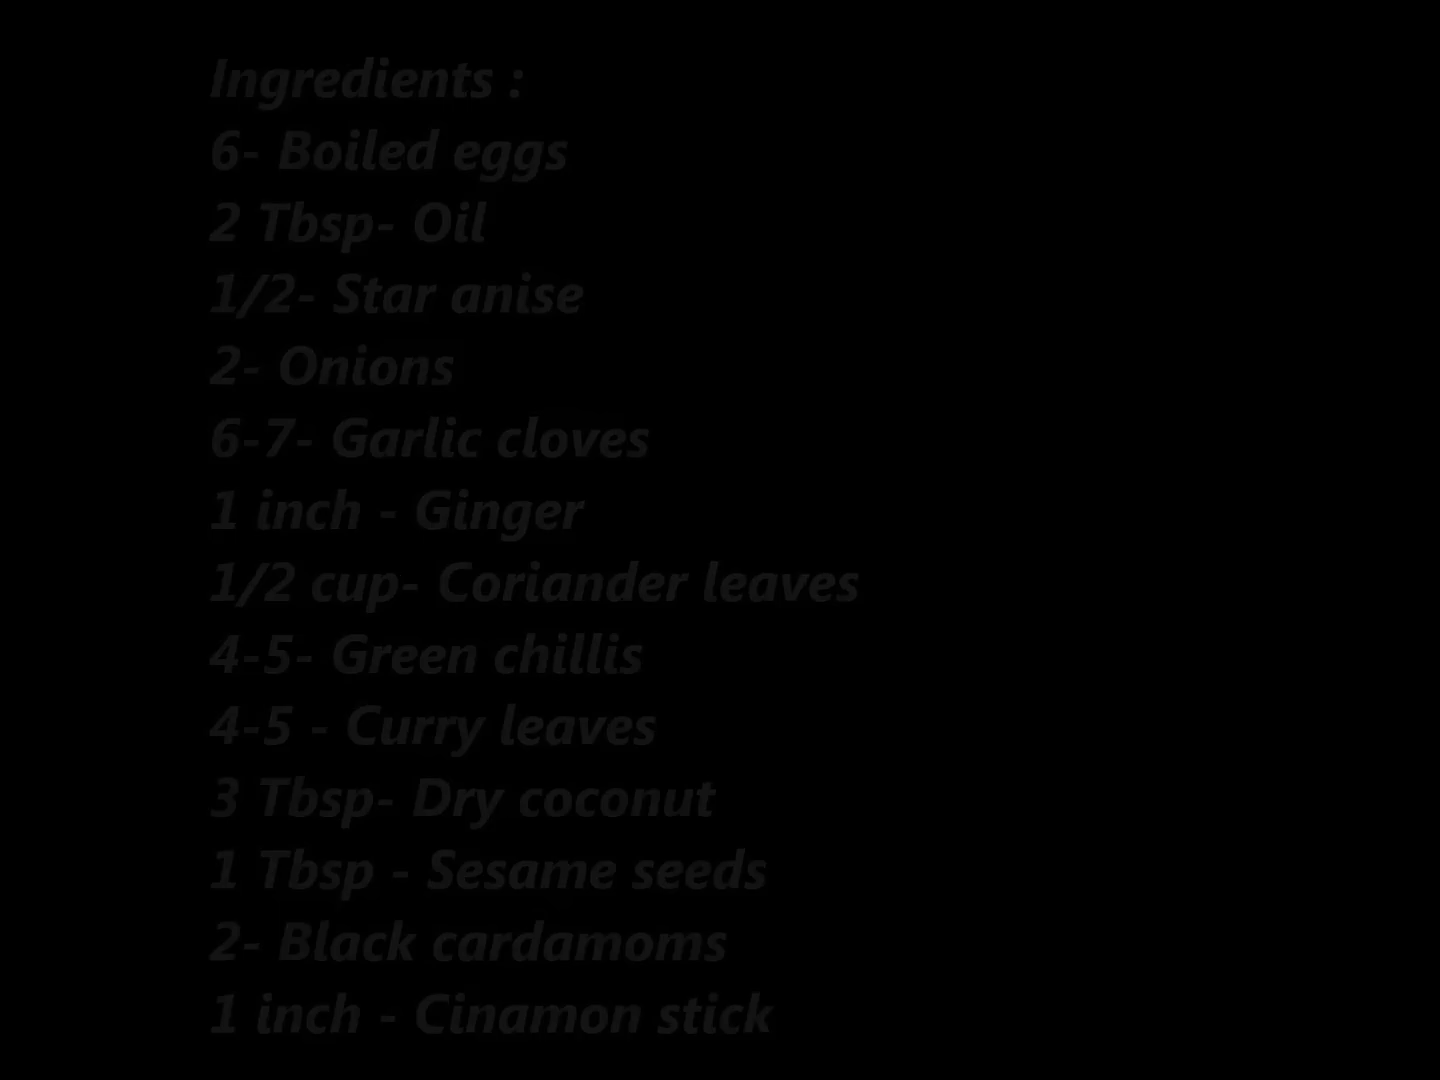 Ingredients :
6- Boiled eggs
2 Tbsp- Oil
1/2- Star anise
2- Onions
6-7- Garlic cloves
1 inch - Ginger
1/2 cup- Coriander leaves
4-5- Green chillis
4-5 - Curry leaves
3 Tbsp- Dry coconut
1 Tbsp - Sesame seeds
2- Black cardamoms
1 inch - Cinamon stick